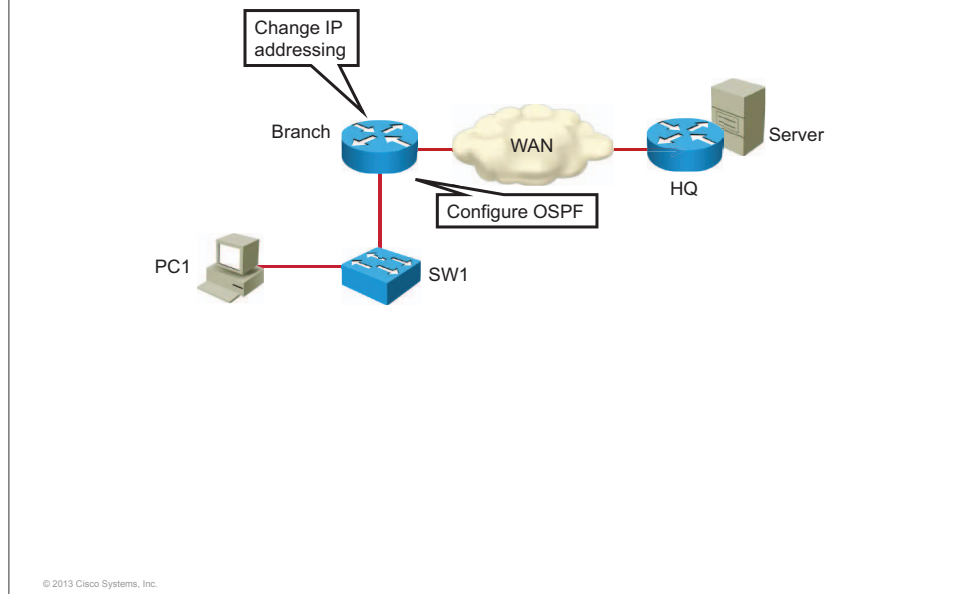 Change IP
addressing
Branch
WAN
Server
HQ
Configure OSPF
PC1
SW1
© 2013 Cisco Systems, Inc.